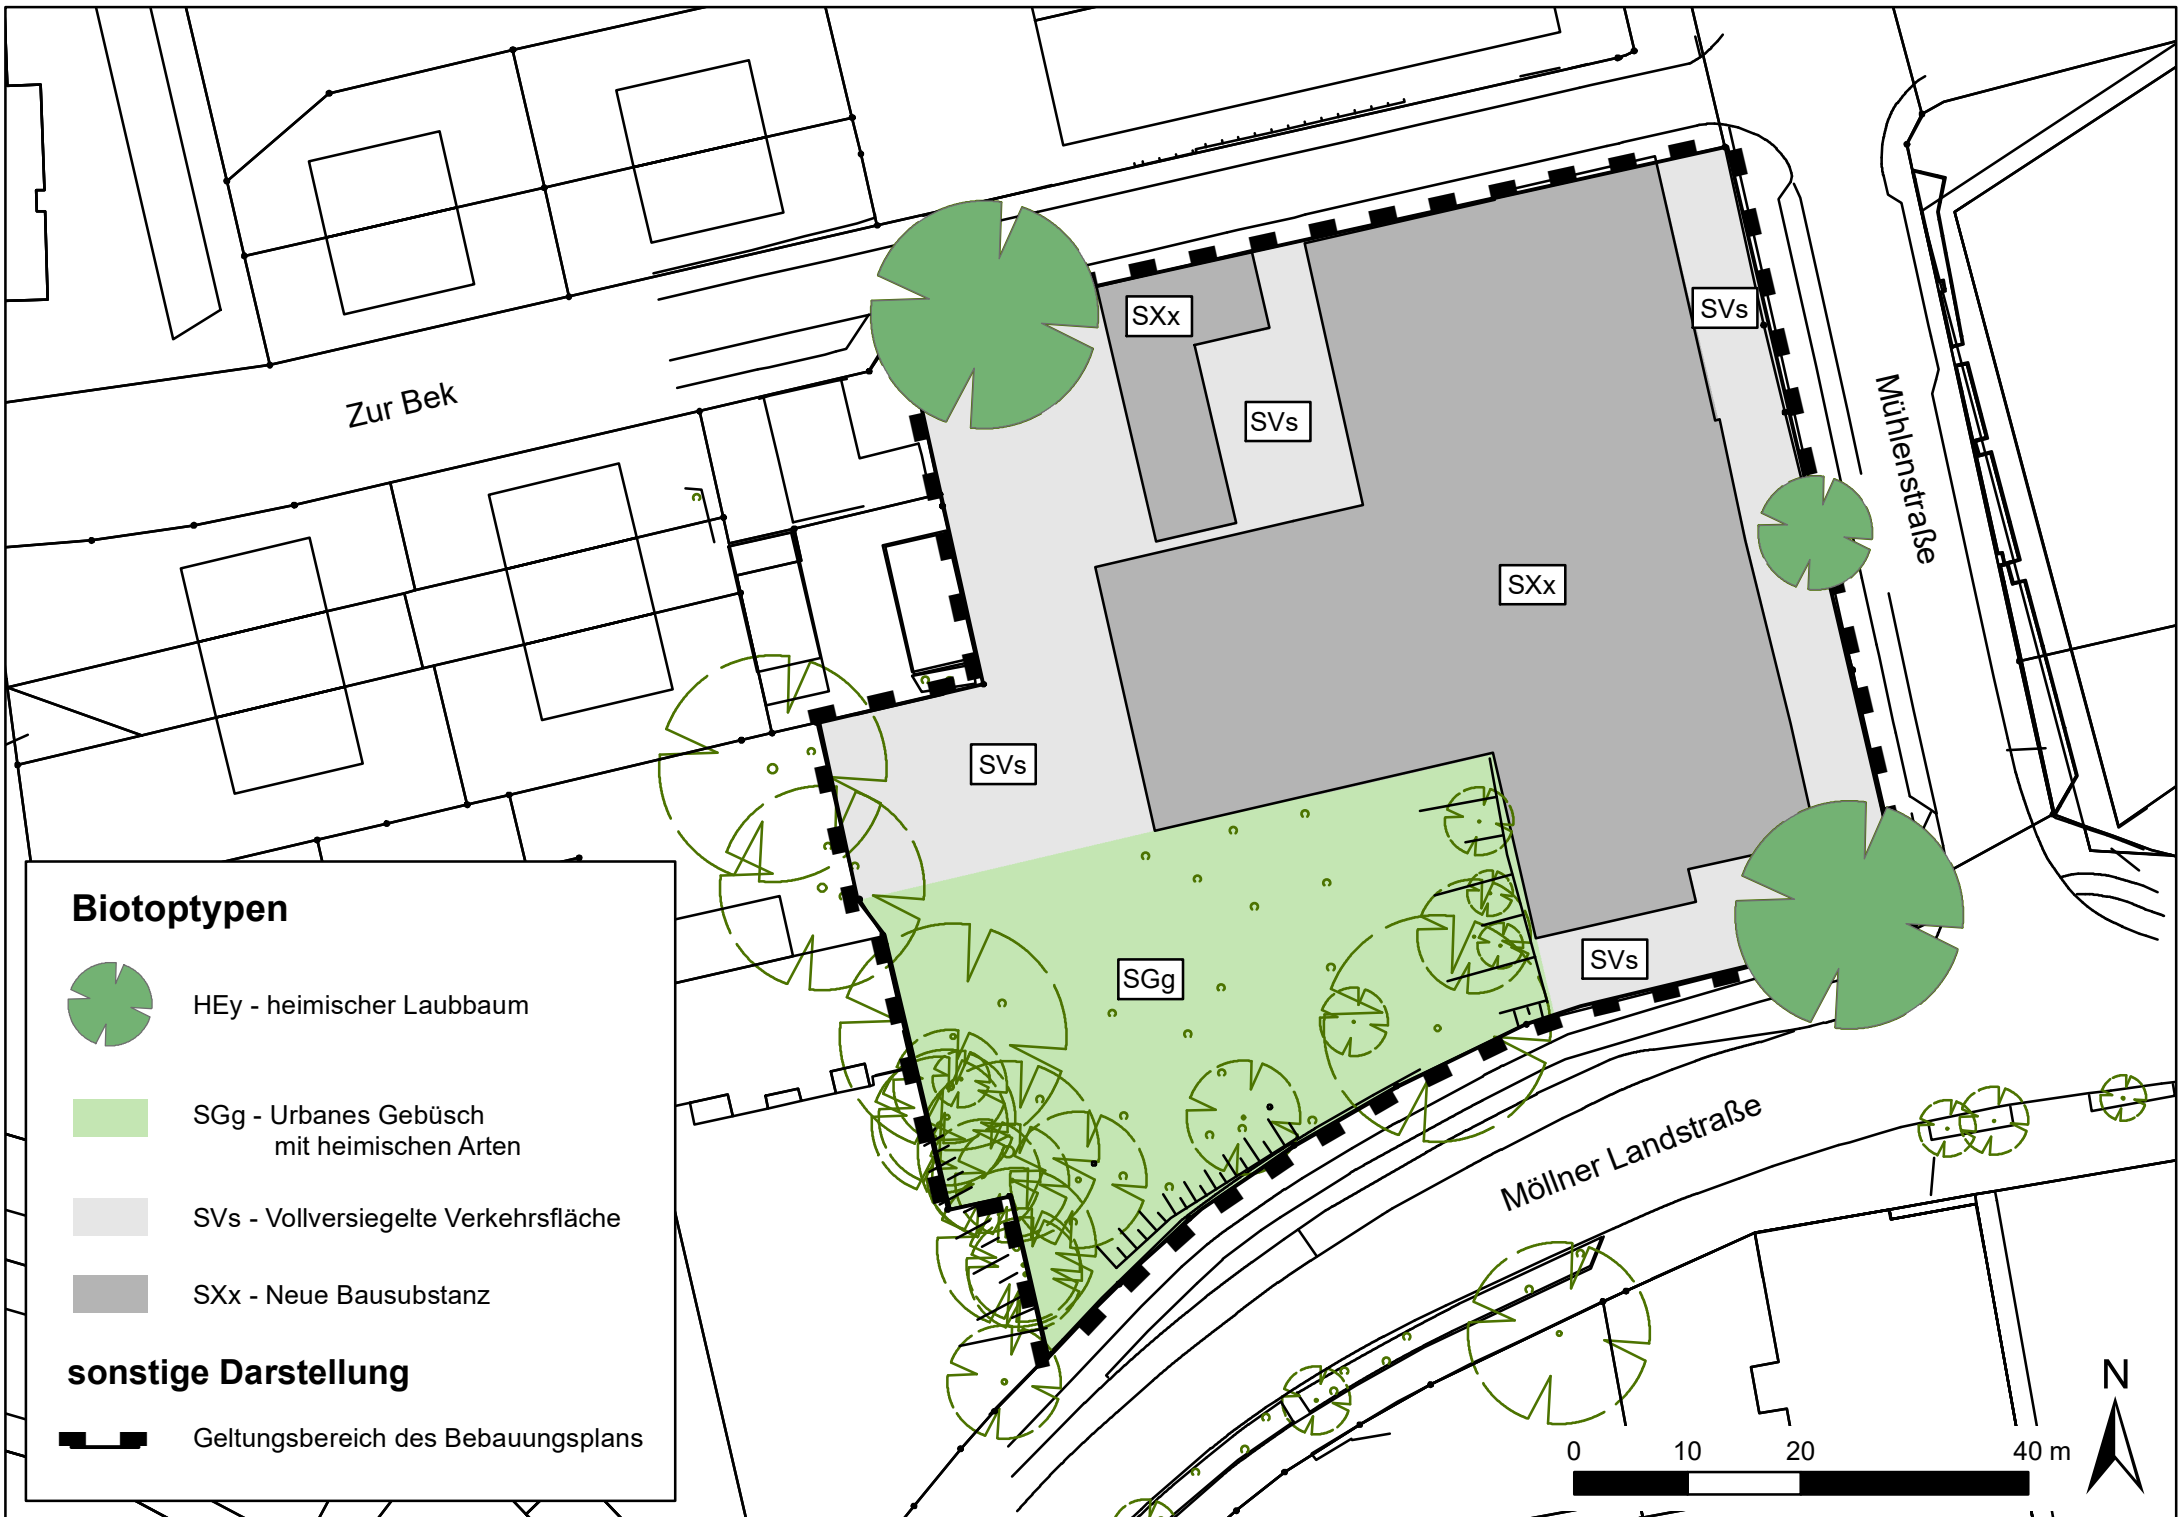 Zur Bek
SXx
SVs
SVs
Mühlenstraße
SXx
SVs
SGg
SVs
Möllner Landstraße
Biotoptypen
HEy - heimischer Laubbaum
SGg - Urbanes Gebüsch
mit heimischen Arten
SVs - Vollversiegelte Verkehrsfläche
SXx - Neue Bausubstanz
sonstige Darstellung
Geltungsbereich des Bebauungsplans
N
0 10 20 40 m